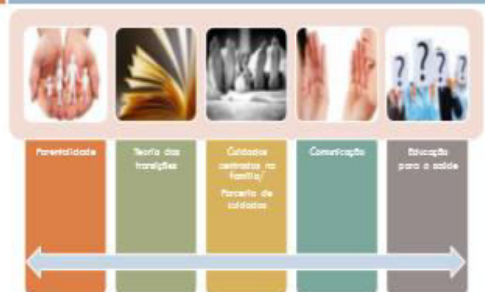 Parentalidade
Teoria das
transições
Cuidados
centrados na
família/
Parceria de
cuidados
Comunicação
Educação
para a saúde
? ? ? ?